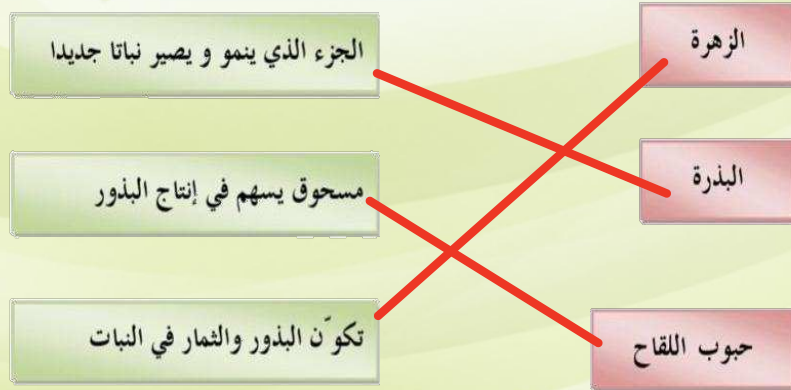 الزهرة
الجزء الذي ينمو و يصير نباتا جديدا
البذرة
مسحوق يسهم في إنتاج البذور
حبوب اللقاح
تكوّن البذور والثمار في النبات